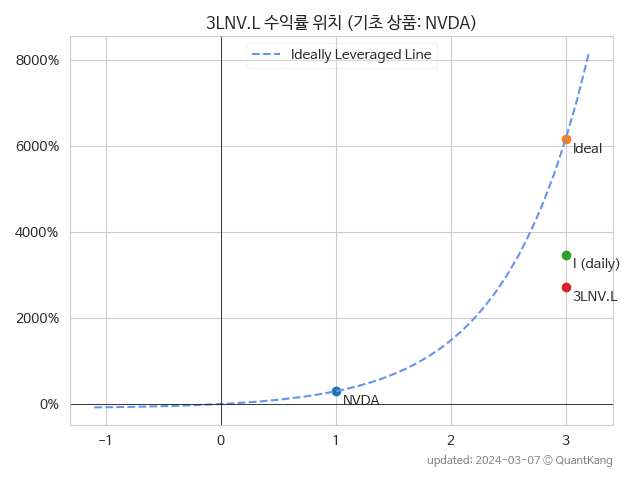 3LNV.L 수익률 위치 (기초 상품: NVDA)
Ideally Leveraged Line
8000%
6000%
Ideal
4000%
I (daily)
3LNV.L
2000%
0%
NVDA
−1 0 1 2 3
updated: 2024-03-07 © QuantKang